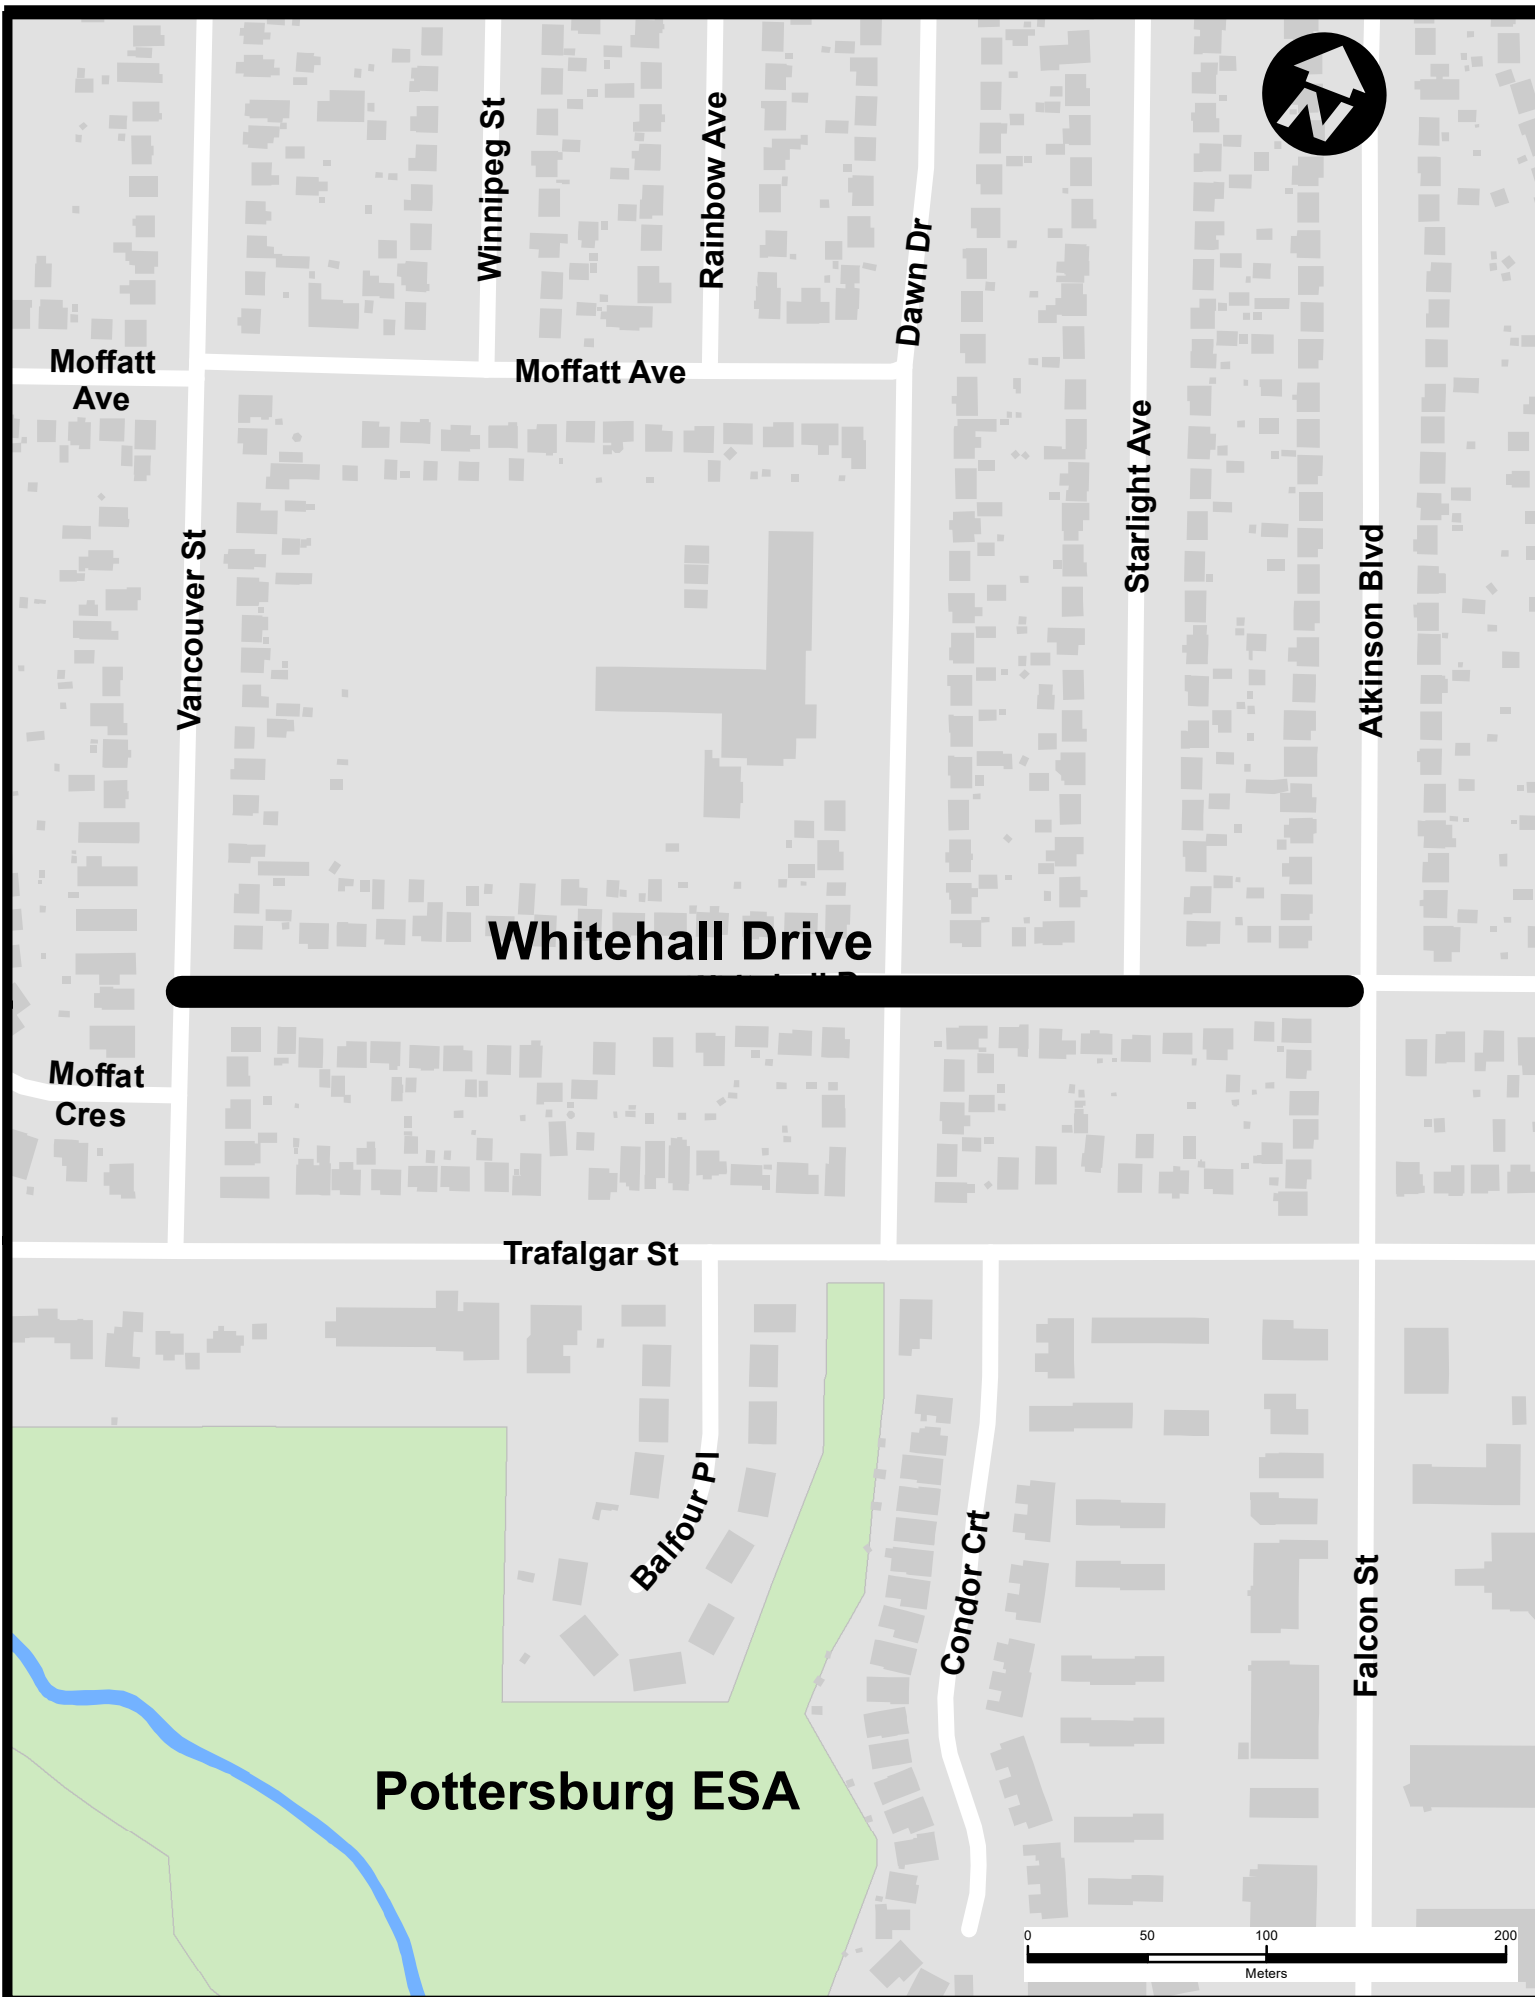 N
Winnipeg St
Rainbow Ave
Dawn Dr
Moffatt
Ave
Moffatt Ave
Starlight Ave
Vancouver St
Atkinson Blvd
Whitehall Drive
Moffat
Cres
Trafalgar St
Balfour Pl
Condor Crt
Falcon St
Pottersburg ESA
0 50 100 200
Meters